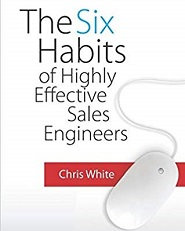 The Six
Habits
of Highly
Effective
Sales
Engineers
Chris White